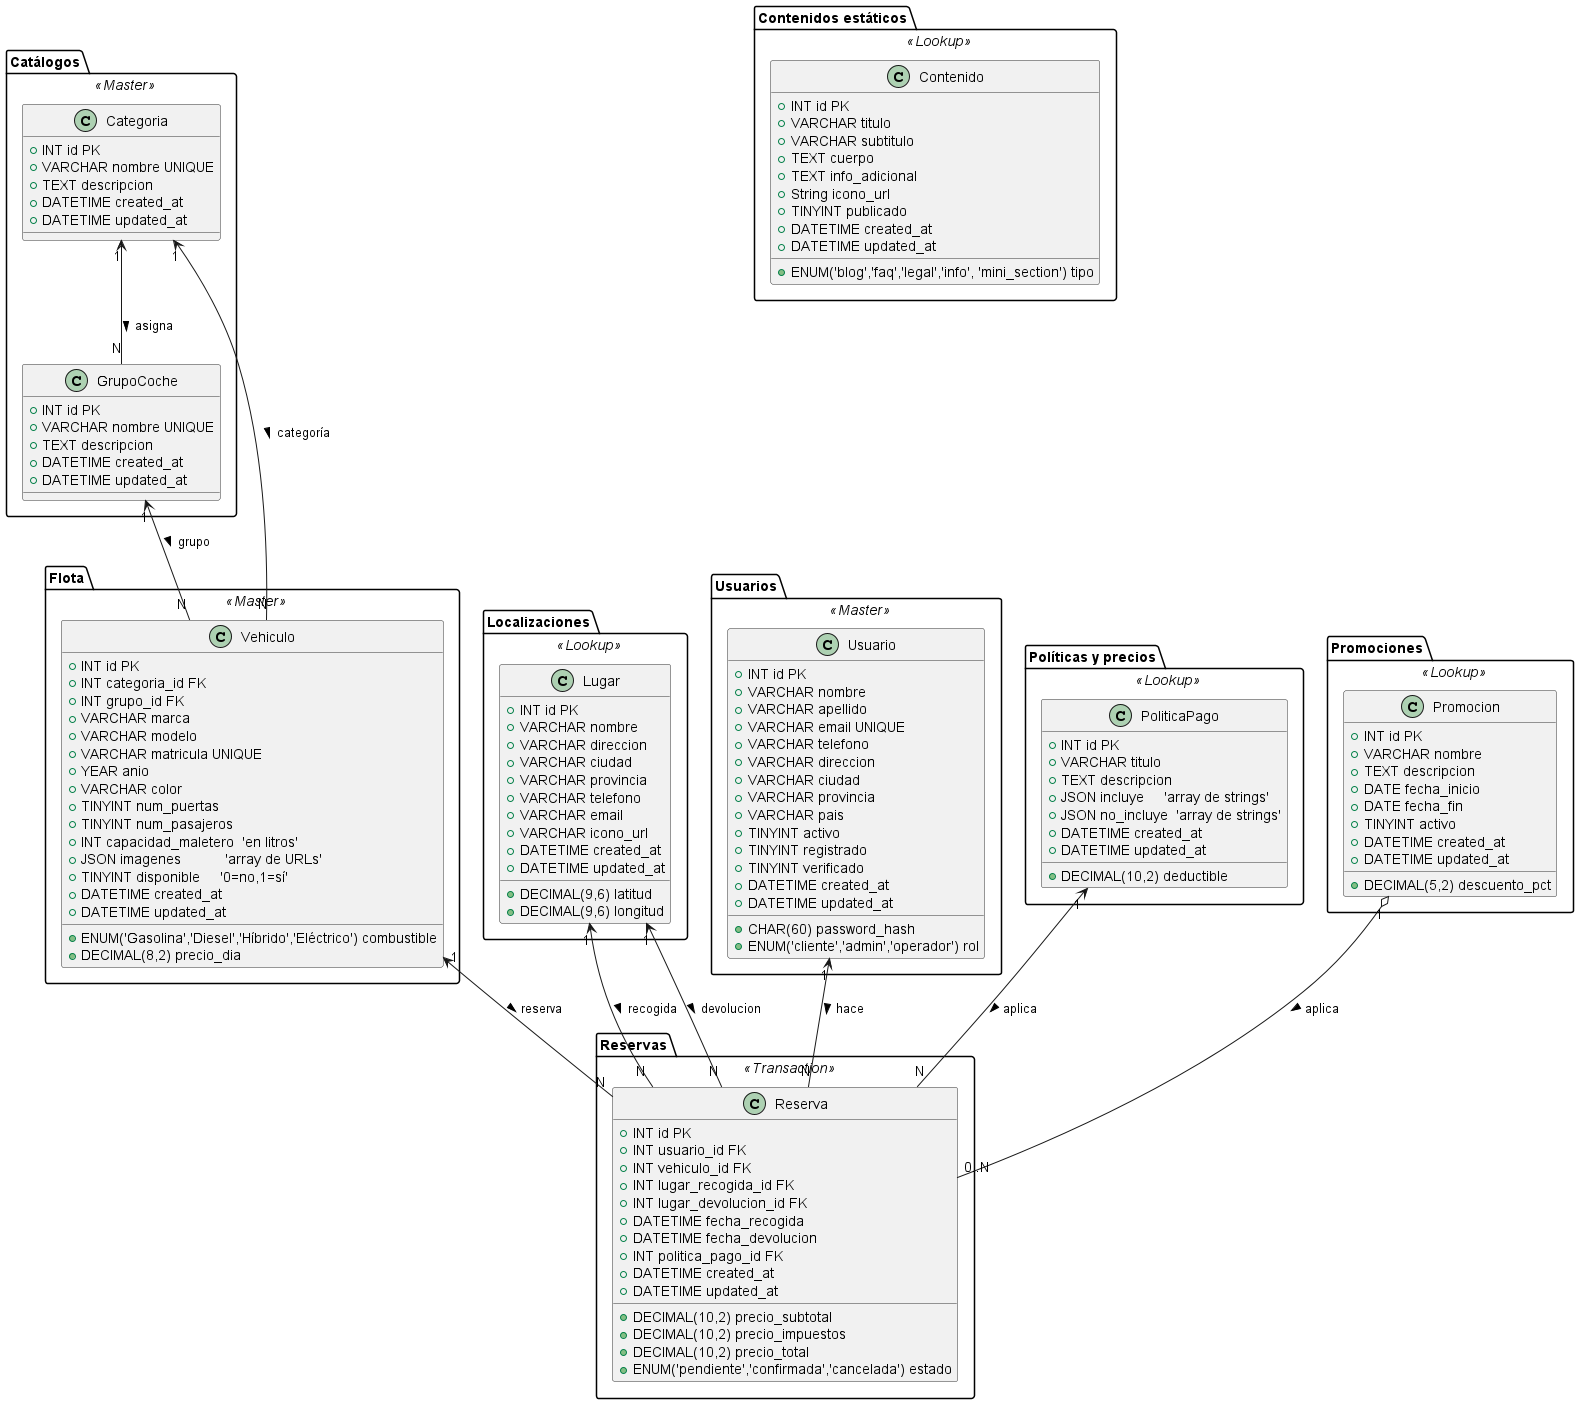 Contenidos estáticos
«Lookup»
Contenido
INT id PK
VARCHAR titulo
VARCHAR subtitulo
TEXT cuerpo
TEXT info_adicional
String icono_url
TINYINT publicado
DATETIME created_at
DATETIME updated_at
ENUM('blog','faq','legal','info', 'mini_section') tipo
Catálogos
«Master»
Categoria
INT id PK
VARCHAR nombre UNIQUE
TEXT descripcion
DATETIME created_at
DATETIME updated_at
1
1
asigna
N
GrupoCoche
INT id PK
VARCHAR nombre UNIQUE
TEXT descripcion
DATETIME created_at
DATETIME updated_at
categoría
1
grupo
Flota
«Master»
N
N
Vehiculo
INT id PK
INT categoria_id FK
INT grupo_id FK
VARCHAR marca
VARCHAR modelo
VARCHAR matricula UNIQUE
YEAR anio
VARCHAR color
TINYINT num_puertas
TINYINT num_pasajeros
INT capacidad_maletero 'en litros'
JSON imagenes 'array de URLs'
TINYINT disponible '0=no,1=sí'
DATETIME created_at
DATETIME updated_at
ENUM('Gasolina','Diesel','Híbrido','Eléctrico') combustible
DECIMAL(8,2) precio_dia
1
Localizaciones
«Lookup»
Lugar
INT id PK
VARCHAR nombre
VARCHAR direccion
VARCHAR ciudad
VARCHAR provincia
VARCHAR telefono
VARCHAR email
VARCHAR icono_url
DATETIME created_at
DATETIME updated_at
DECIMAL(9,6) latitud
DECIMAL(9,6) longitud
1
1
Usuarios
«Master»
Usuario
INT id PK
VARCHAR nombre
VARCHAR apellido
VARCHAR email UNIQUE
VARCHAR telefono
VARCHAR direccion
VARCHAR ciudad
VARCHAR provincia
VARCHAR pais
TINYINT activo
TINYINT registrado
TINYINT verificado
DATETIME created_at
DATETIME updated_at
CHAR(60) password_hash
ENUM('cliente','admin','operador') rol
1
Políticas y precios
«Lookup»
PoliticaPago
INT id PK
VARCHAR titulo
TEXT descripcion
JSON incluye 'array de strings'
JSON no_incluye 'array de strings'
DATETIME created_at
DATETIME updated_at
DECIMAL(10,2) deductible
1
Promociones
«Lookup»
Promocion
INT id PK
VARCHAR nombre
TEXT descripcion
DATE fecha_inicio
DATE fecha_fin
TINYINT activo
DATETIME created_at
DATETIME updated_at
DECIMAL(5,2) descuento_pct
1
reserva
recogida
devolucion
hace
aplica
aplica
Reservas
«Transaction»
N
N
N
N
N
0..N
Reserva
INT id PK
INT usuario_id FK
INT vehiculo_id FK
INT lugar_recogida_id FK
INT lugar_devolucion_id FK
DATETIME fecha_recogida
DATETIME fecha_devolucion
INT politica_pago_id FK
DATETIME created_at
DATETIME updated_at
DECIMAL(10,2) precio_subtotal
DECIMAL(10,2) precio_impuestos
DECIMAL(10,2) precio_total
ENUM('pendiente','confirmada','cancelada') estado